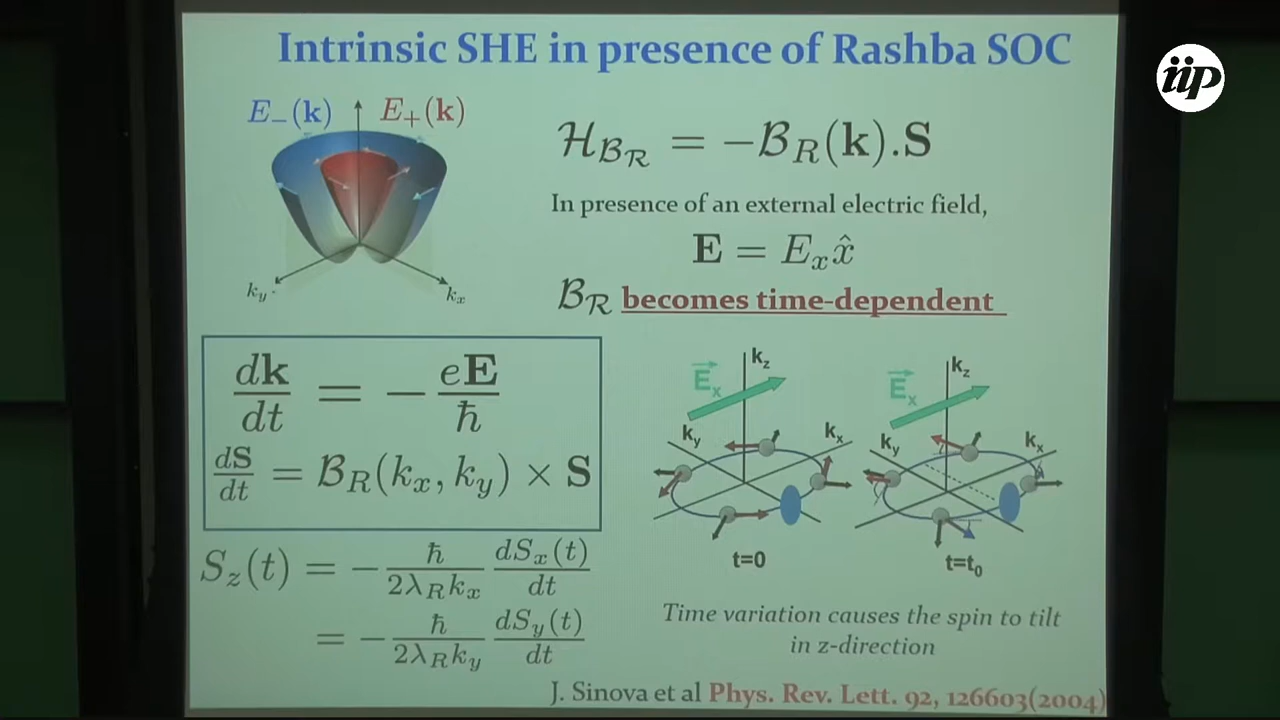 Intrinsic SHE in presence of Rashba SOC
iip
E₋(k) E₊(k)
k_y
k_x
ℋ_{ℬ_ℛ} = −ℬ_R(k).S
In presence of an external electric field,
E = E_x x̂
ℬ_ℛ becomes time-dependent
dk/dt = − eE/ħ
dS/dt = ℬ_R(k_x, k_y) × S
S_z(t) = − ħ/(2λ_R k_x) dS_x(t)/dt
= − ħ/(2λ_R k_y) dS_y(t)/dt
k_z
E_x
k_y
k_x
t=0
k_z
E_x
k_y
k_x
t=t₀
Time variation causes the spin to tilt
in z-direction
J. Sinova et al Phys. Rev. Lett. 92, 126603(2004)